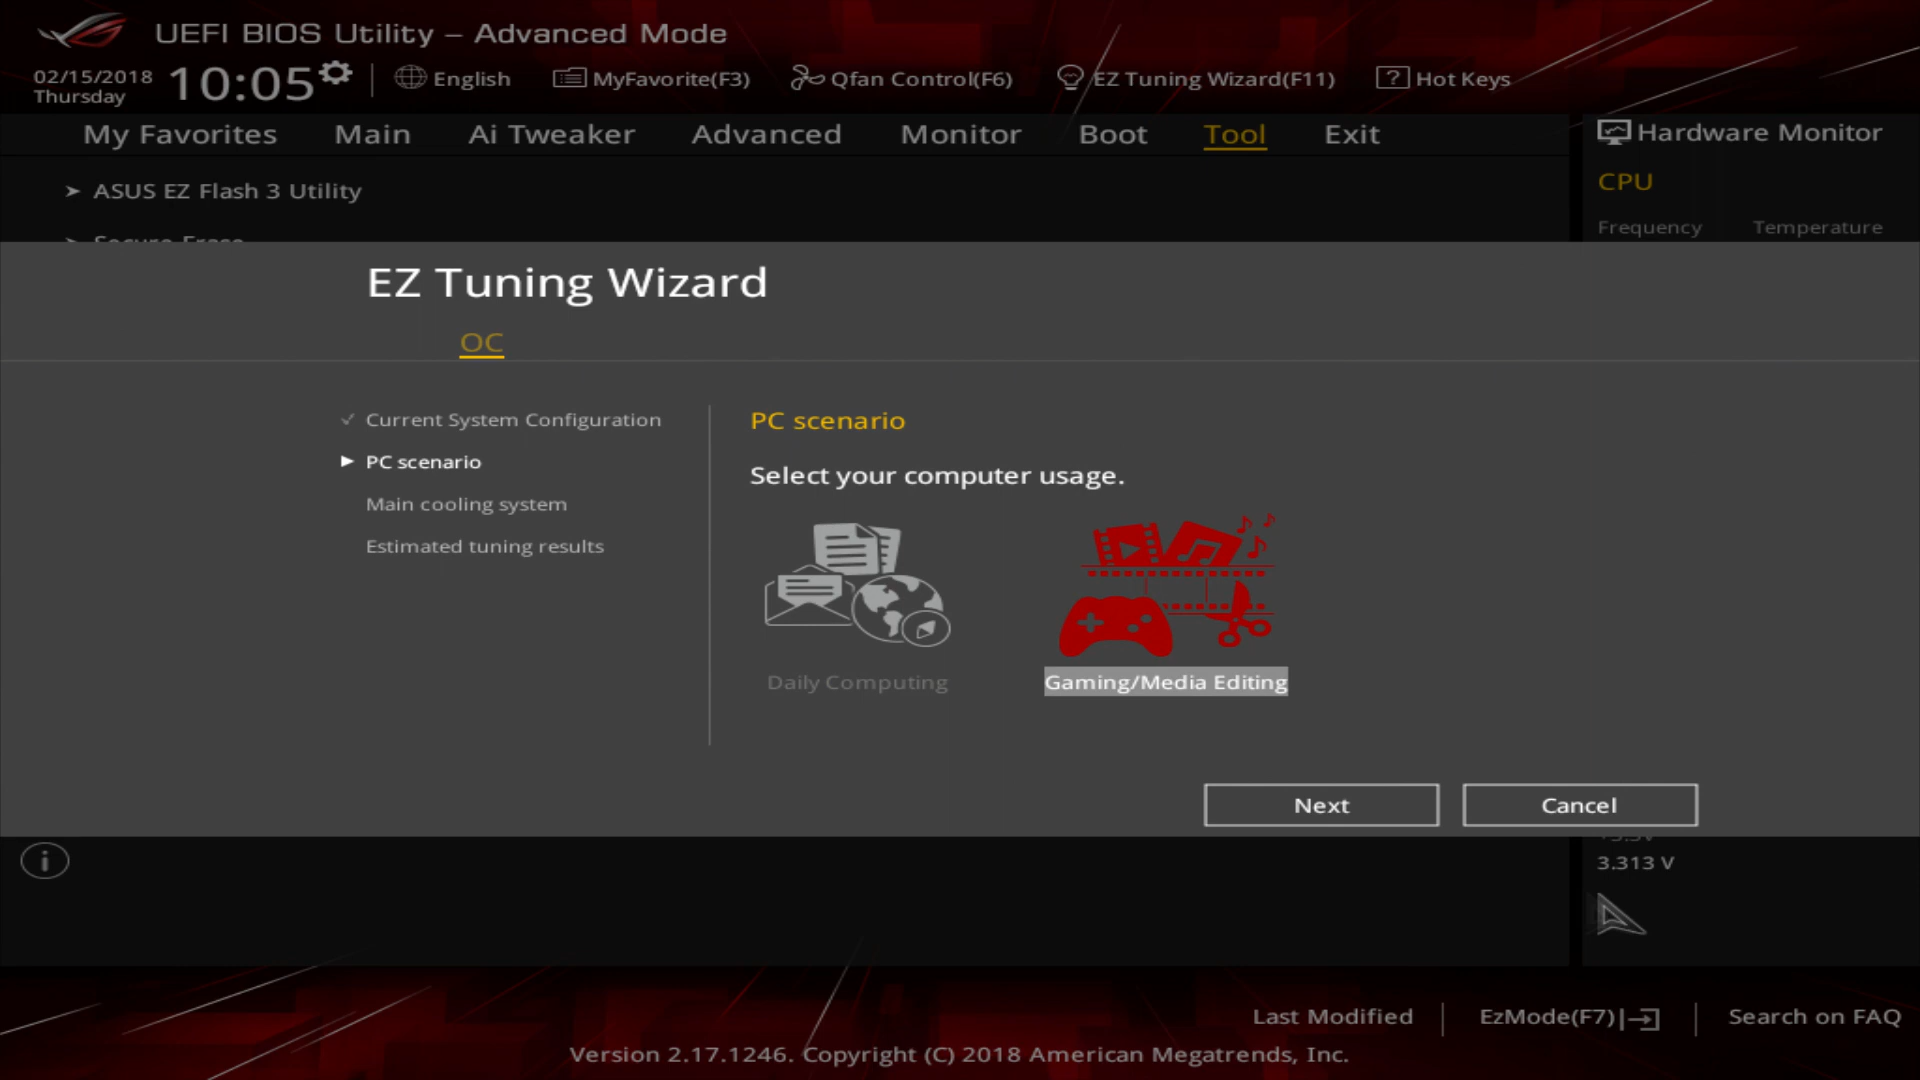 UEFI BIOS Utility – Advanced Mode
02/15/2018
Thursday
10:05
English
MyFavorite(F3)
Qfan Control(F6)
EZ Tuning Wizard(F11)
? Hot Keys
My Favorites
Main
Ai Tweaker
Advanced
Monitor
Boot
Tool
Exit
Hardware Monitor
ASUS EZ Flash 3 Utility
CPU
Frequency
Temperature
Secure Erase
EZ Tuning Wizard
OC
Current System Configuration
PC scenario
Main cooling system
Estimated tuning results
PC scenario
Select your computer usage.
Daily Computing
Gaming/Media Editing
Next
Cancel
+3.3V
3.313 V
Last Modified
EzMode(F7)
Search on FAQ
Version 2.17.1246. Copyright (C) 2018 American Megatrends, Inc.